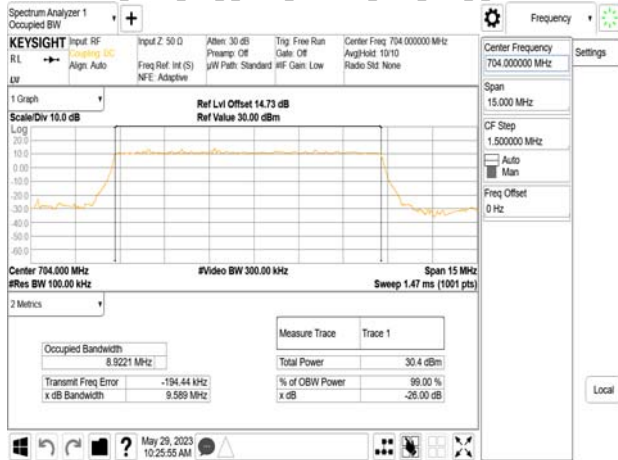 Spectrum Analyzer 1
Occupied BW
Frequency
KEYSIGHT
RL
Input: RF
Coupling: DC
Align: Auto
Input Z: 50 Ω
Freq Ref: Int (S)
NFE: Adaptive
Atten: 30 dB
Preamp: Off
µW Path: Standard
Trig: Free Run
Gate: Off
#IF Gain: Low
Center Freq: 704.000000 MHz
Avg|Hold: 10/10
Radio Std: None
Center Frequency
704.000000 MHz
Settings
Span
15.000 MHz
CF Step
1.500000 MHz
Auto
Man
Freq Offset
0 Hz
Local
1 Graph
Scale/Div 10.0 dB
Ref Lvl Offset 14.73 dB
Ref Value 30.00 dBm
Log
20.0
10.0
0.00
-10.0
-20.0
-30.0
-40.0
-50.0
-60.0
Center 704.000 MHz
#Res BW 100.00 kHz
#Video BW 300.00 kHz
Span 15 MHz
Sweep 1.47 ms (1001 pts)
2 Metrics
Measure Trace Trace 1
Occupied Bandwidth
8.9221 MHz
Total Power 30.4 dBm
Transmit Freq Error -194.44 kHz
% of OBW Power 99.00 %
x dB Bandwidth 9.589 MHz
x dB -26.00 dB
May 29, 2023
10:25:55 AM